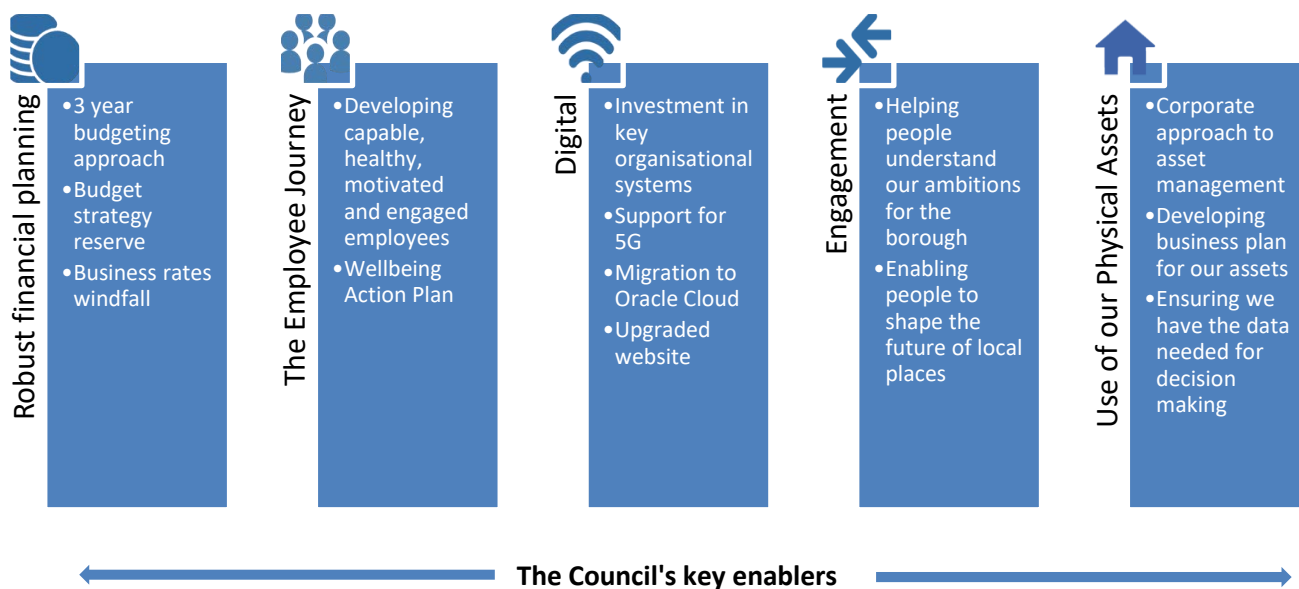 Robust financial planning
•3 year
budgeting
approach
•Budget
strategy
reserve
•Business rates
windfall
The Employee Journey
•Developing
capable,
healthy,
motivated
and engaged
employees
•Wellbeing
Action Plan
Digital
•Investment in
key
organisational
systems
•Support for
5G
•Migration to
Oracle Cloud
•Upgraded
website
Engagement
•Helping
people
understand
our ambitions
for the
borough
•Enabling
people to
shape the
future of local
places
Use of our Physical Assets
•Corporate
approach to
asset
management
•Developing
business plan
for our assets
•Ensuring we
have the data
needed for
decision
making
The Council's key enablers